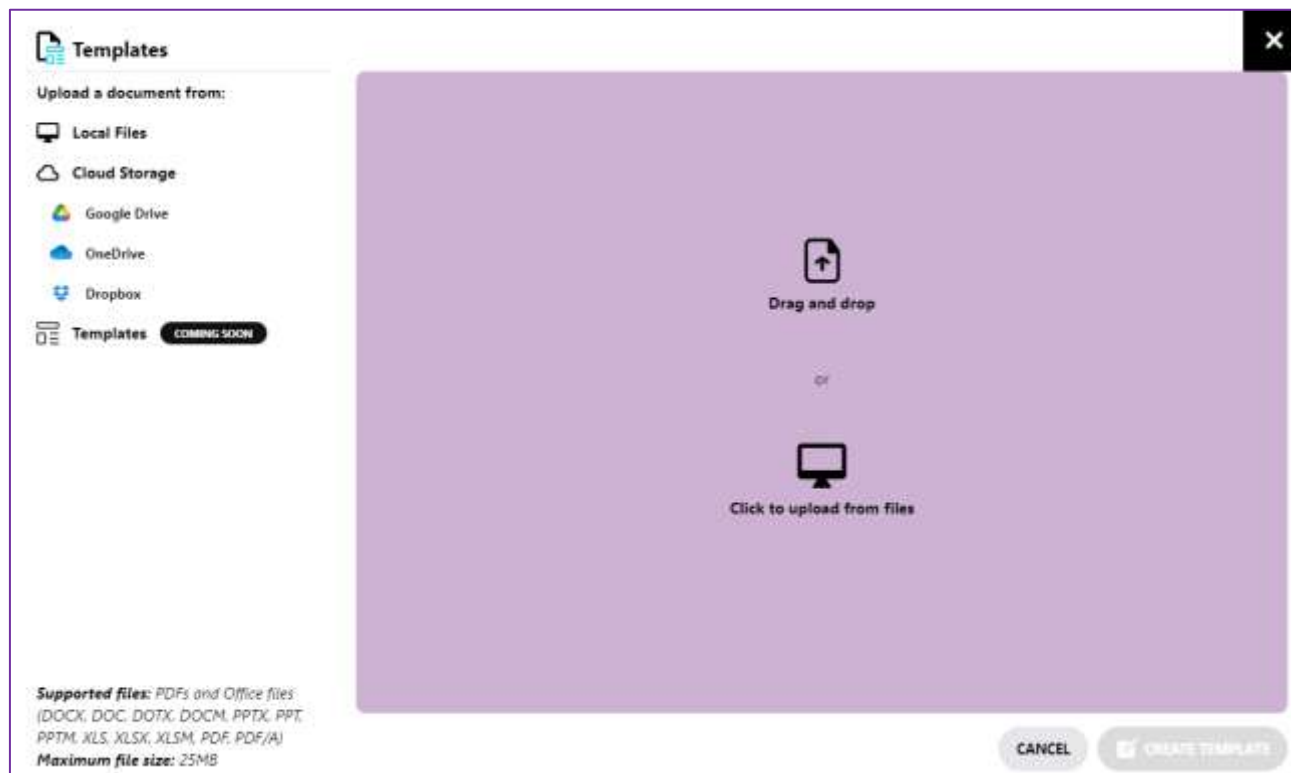 Templates
Upload a document from:
Local Files
Cloud Storage
Google Drive
OneDrive
Dropbox
Templates COMING SOON
Supported files: PDFs and Office files
(DOCX, DOC, DOTX, DOCM, PPTX, PPT,
PPTM, XLS, XLSX, XLSM, PDF, PDF/A)
Maximum file size: 25MB
Drag and drop
or
Click to upload from files
CANCEL
CREATE TEMPLATE